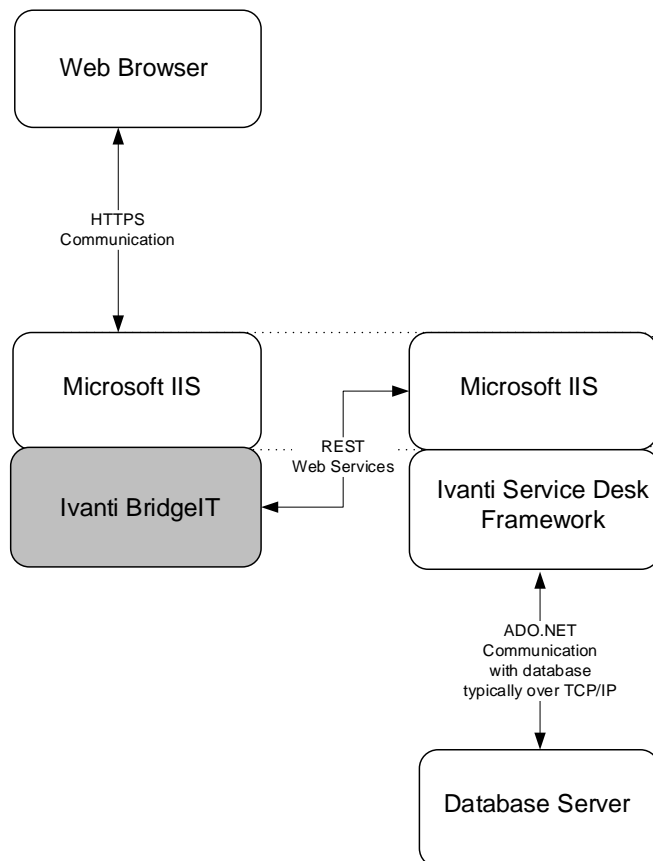 Web Browser
HTTPS
Communication
Microsoft IIS
Microsoft IIS
REST
Web Services
Ivanti BridgeIT
Ivanti Service Desk
Framework
ADO.NET
Communication
with database
typically over TCP/IP
Database Server